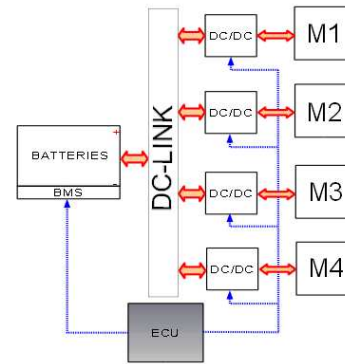 DC/DC
M1
DC/DC
M2
+
BATTERIES
-
BMS
DC-LINK
DC/DC
M3
DC/DC
M4
ECU